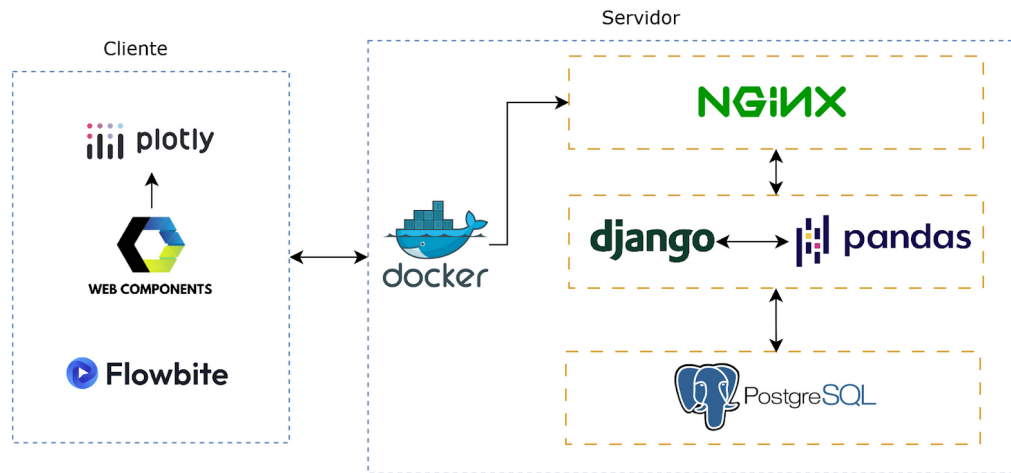 Servidor
Cliente
NGiNX
plotly
django
pandas
docker
WEB COMPONENTS
Flowbite
PostgreSQL